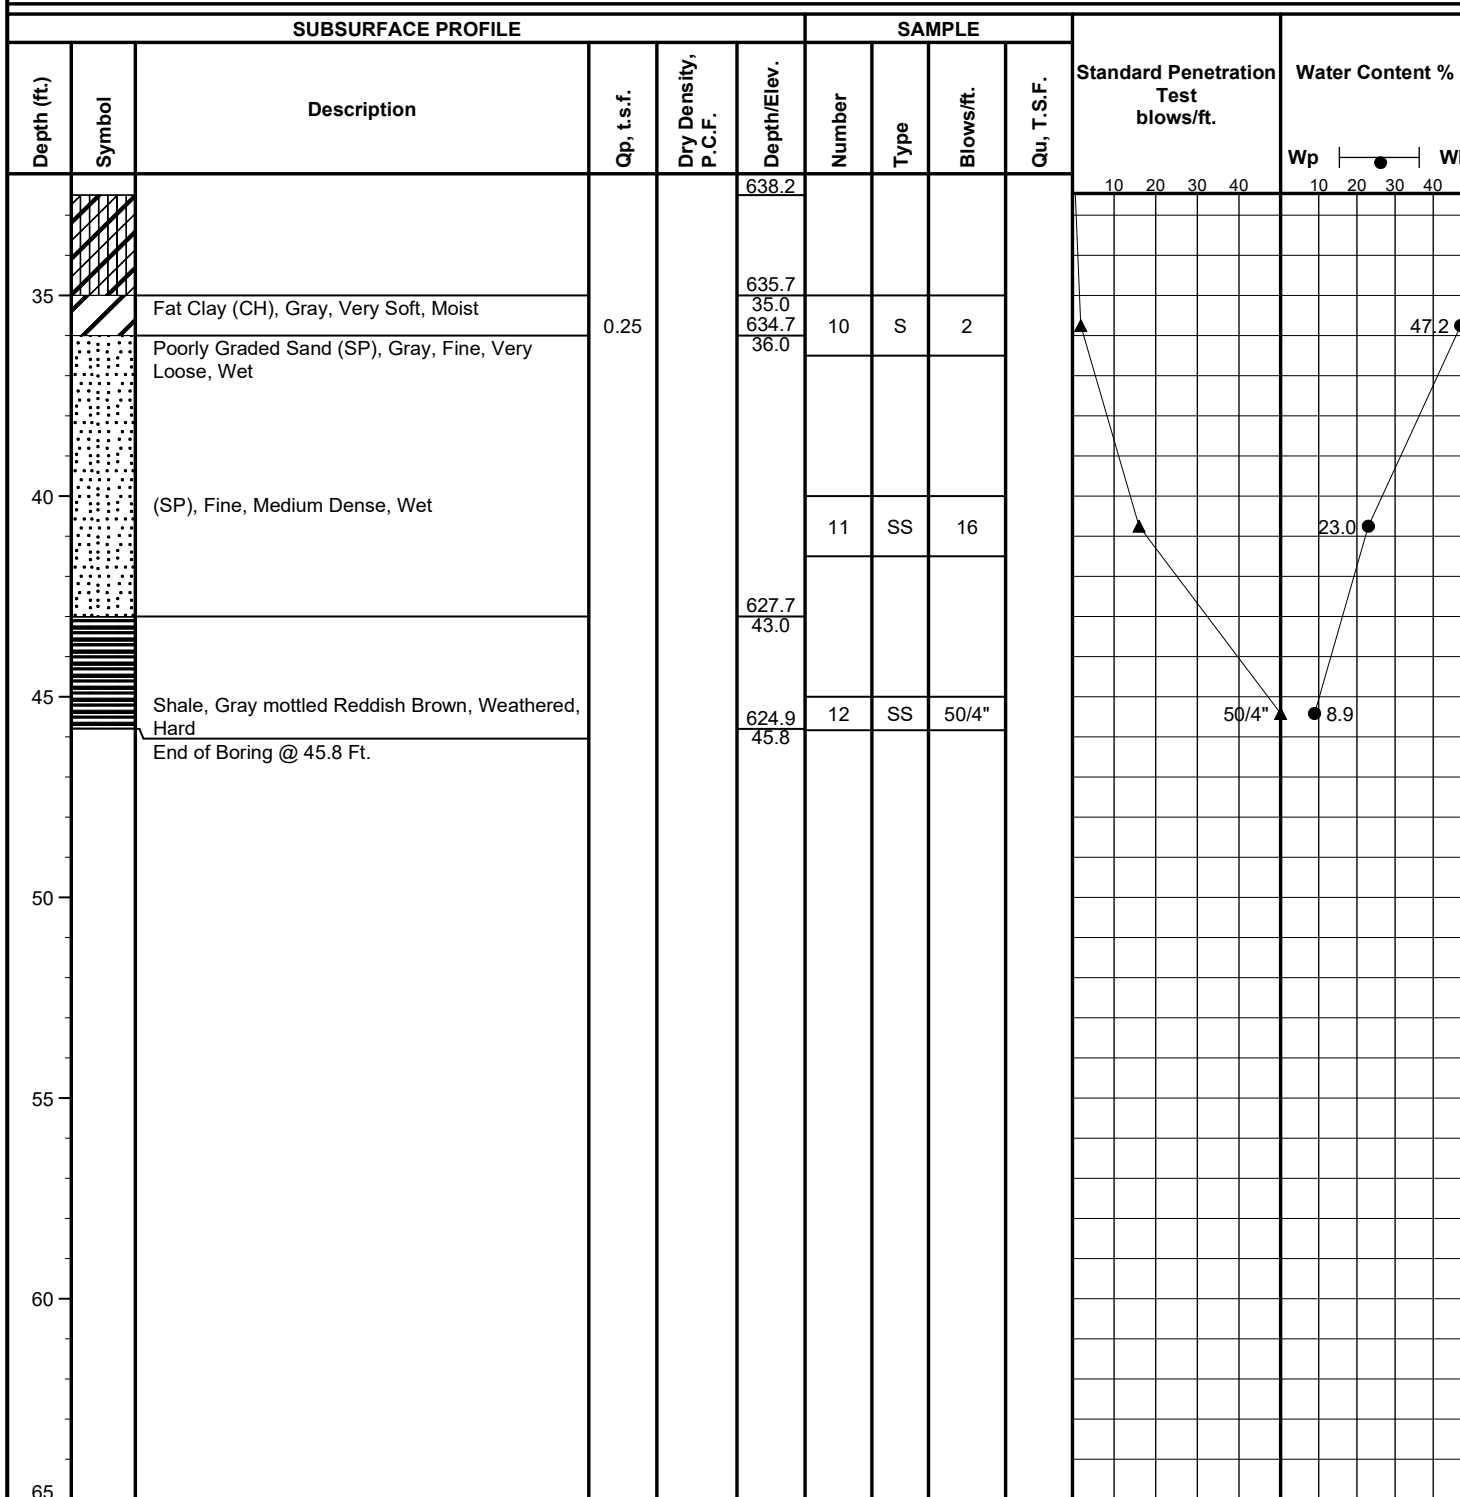 SUBSURFACE PROFILE
SAMPLE
Depth (ft.)
Symbol
Description
Qp, t.s.f.
Dry Density,
P.C.F.
Depth/Elev.
Number
Type
Blows/ft.
Qu, T.S.F.
Standard Penetration
Test
blows/ft.
Water Content %
Wp
10 20 30 40
10 20 30 40
638.2
635.7
35
35.0
Fat Clay (CH), Gray, Very Soft, Moist
0.25
634.7
10 S 2
47.2
36.0
Poorly Graded Sand (SP), Gray, Fine, Very
Loose, Wet
40
(SP), Fine, Medium Dense, Wet
11 SS 16
23.0
627.7
43.0
45
Shale, Gray mottled Reddish Brown, Weathered,
Hard
624.9
12 SS 50/4"
50/4"
8.9
45.8
End of Boring @ 45.8 Ft.
50
55
60
65